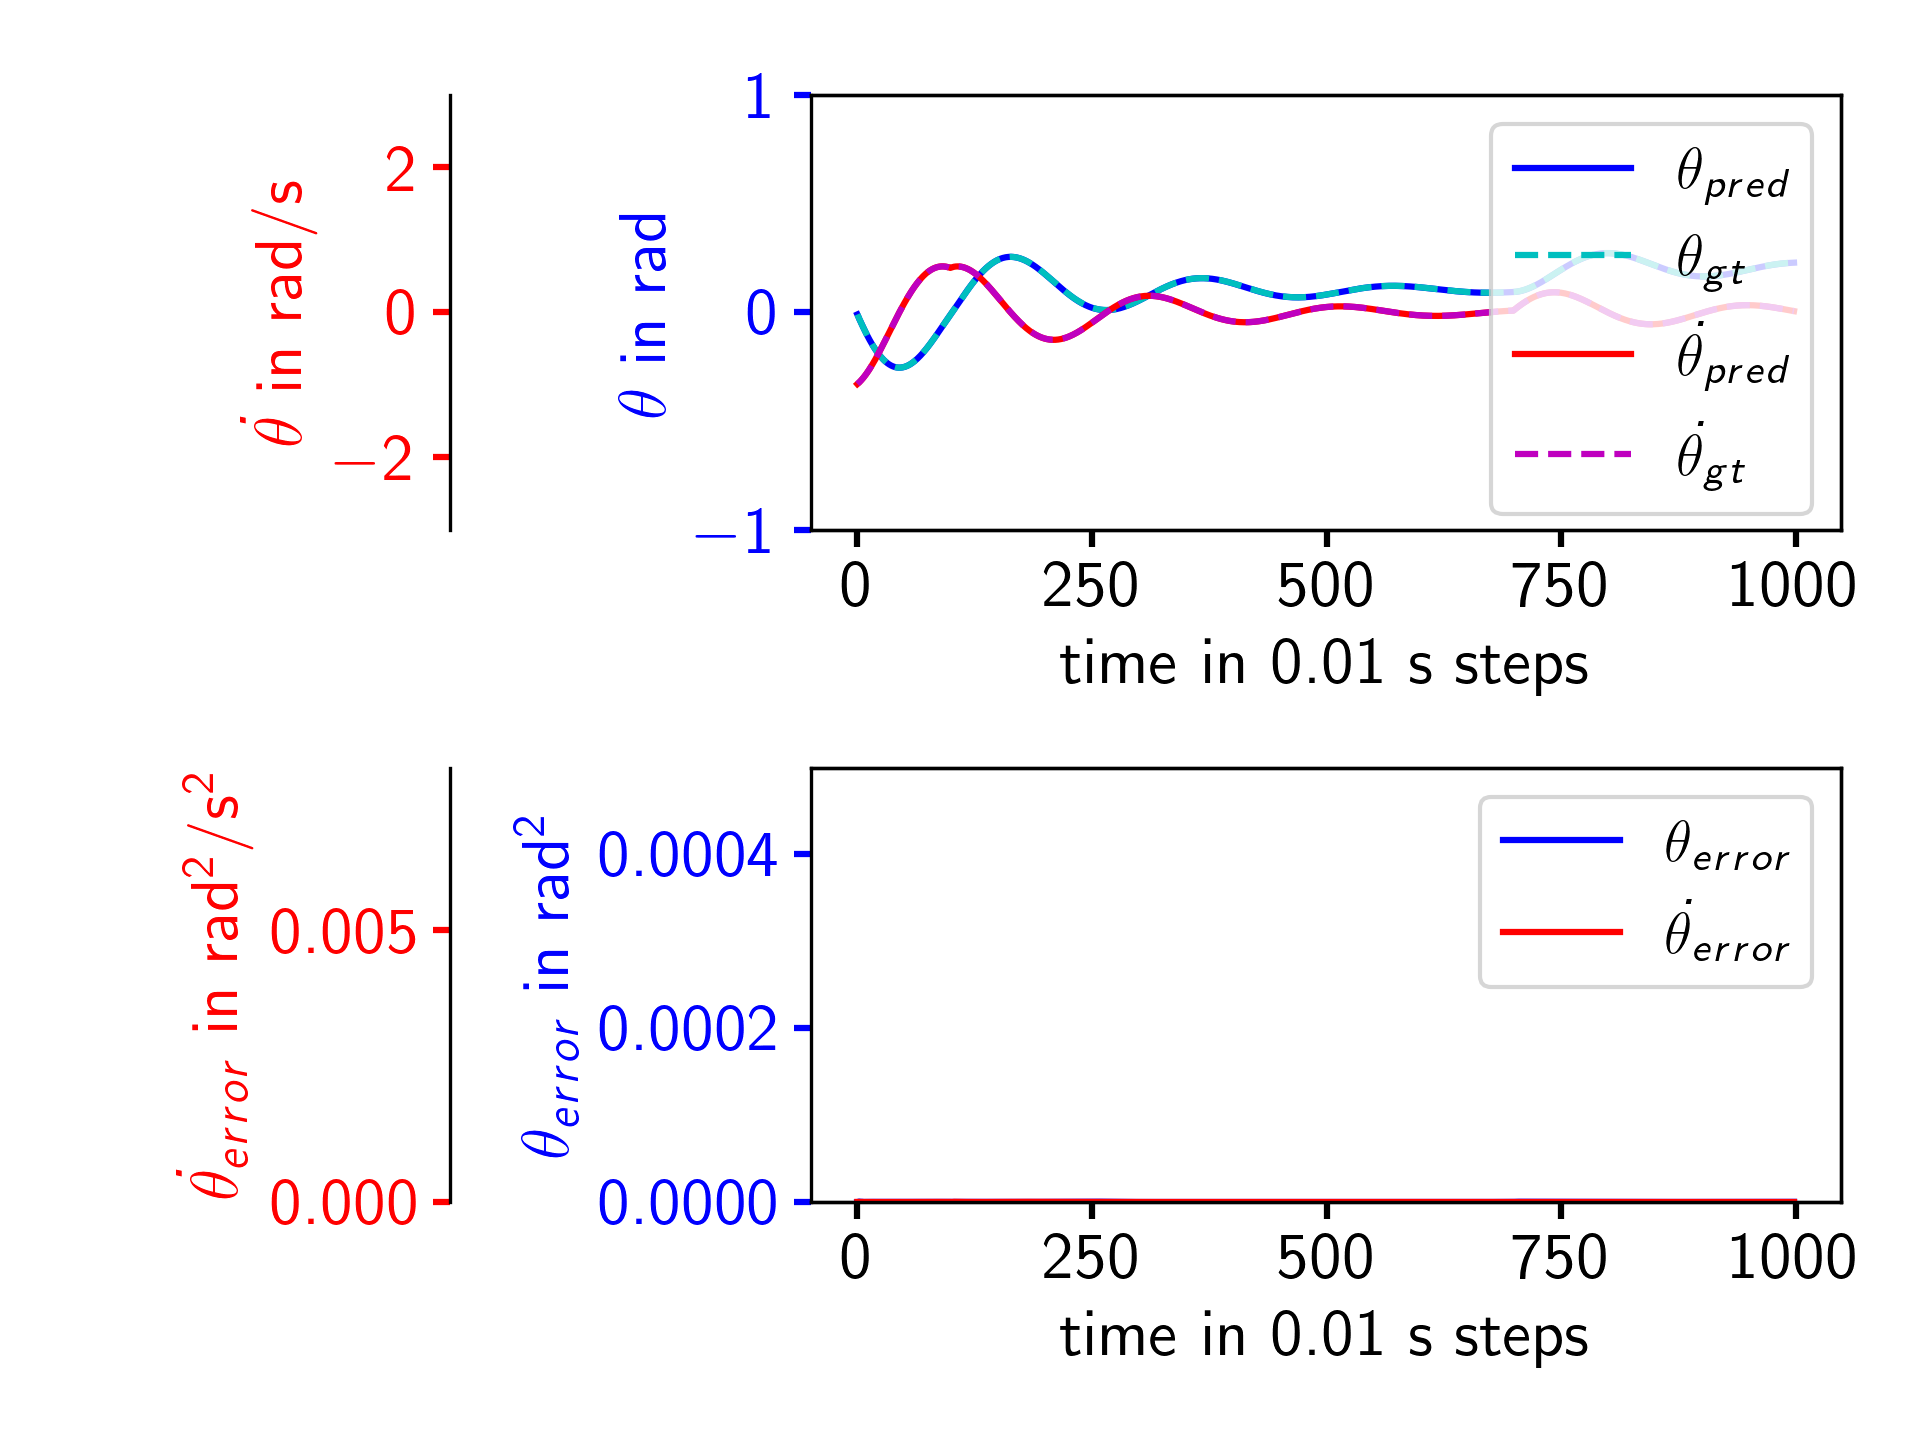 1
0
−1
θ in rad
2
0
−2
θ̇ in rad/s
θ_pred
θ_gt
θ̇_pred
θ̇_gt
0 250 500 750 1000
time in 0.01 s steps
0.005
0.000
θ̇_error in rad²/s²
0.0004
0.0002
0.0000
θ_error in rad²
θ_error
θ̇_error
0 250 500 750 1000
time in 0.01 s steps